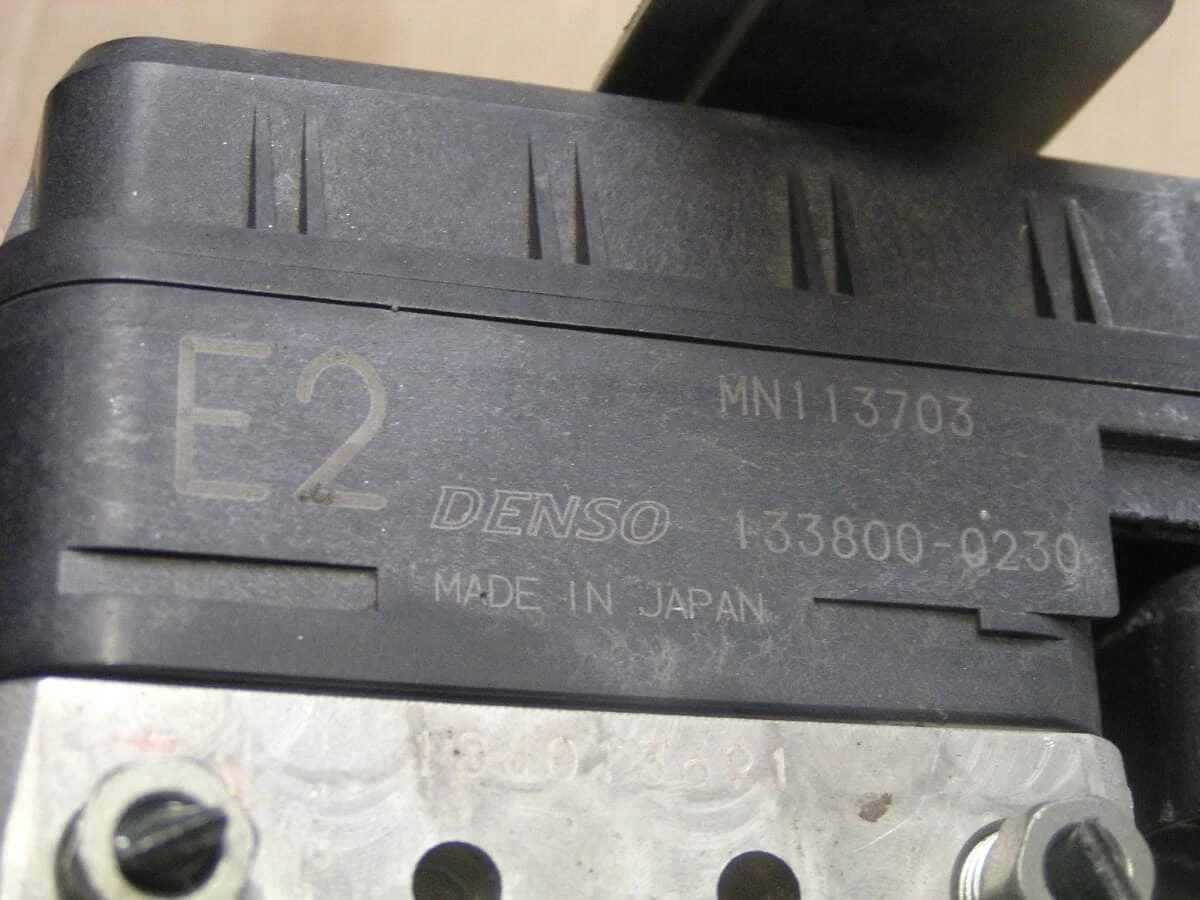 E2
MN113703
DENSO
133800-0230
MADE IN JAPAN